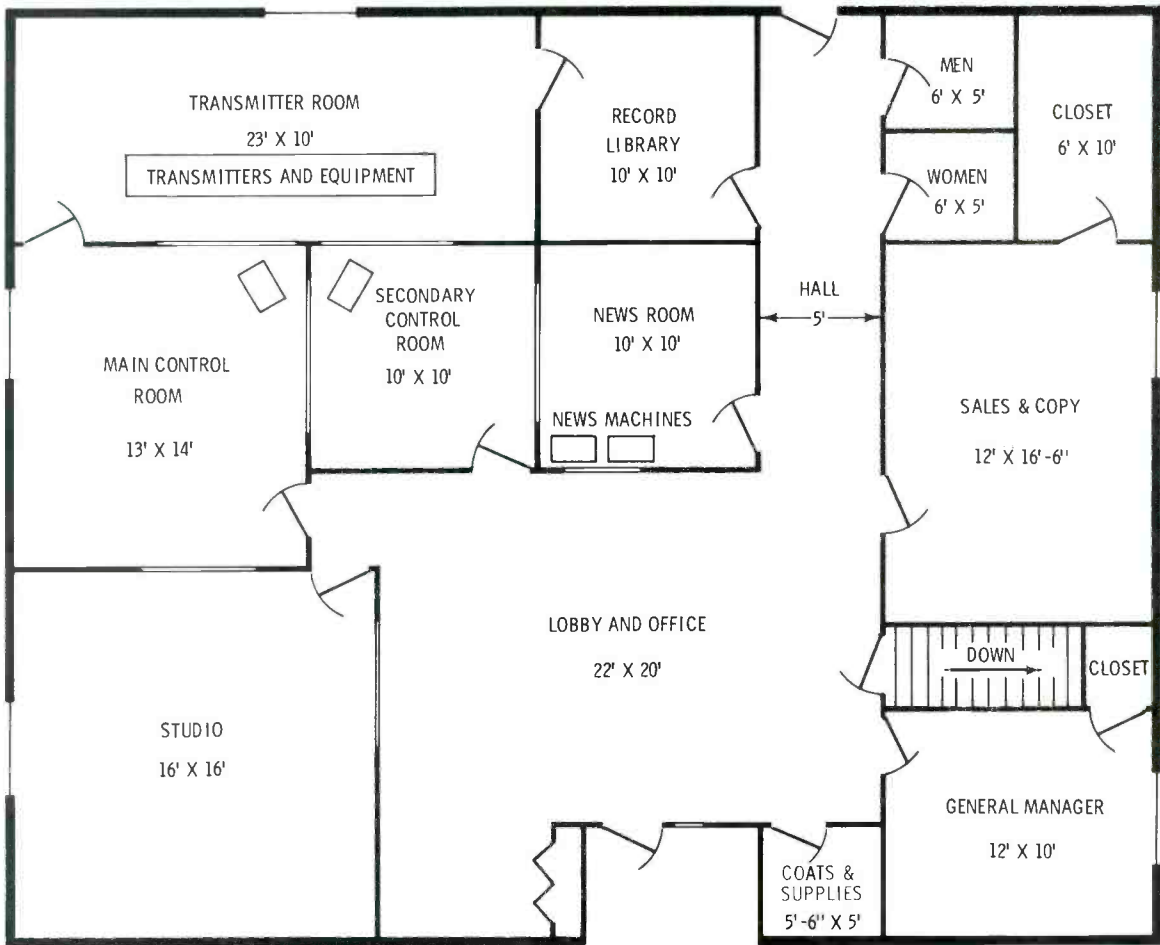 TRANSMITTER ROOM
23' X 10'
TRANSMITTERS AND EQUIPMENT
RECORD
LIBRARY
10' X 10'
MEN
6' X 5'
WOMEN
6' X 5'
CLOSET
6' X 10'
MAIN CONTROL
ROOM
13' X 14'
SECONDARY
CONTROL
ROOM
10' X 10'
NEWS ROOM
10' X 10'
NEWS MACHINES
HALL
5'
SALES & COPY
12' X 16'-6"
LOBBY AND OFFICE
22' X 20'
DOWN
CLOSET
STUDIO
16' X 16'
GENERAL MANAGER
12' X 10'
COATS &
SUPPLIES
5'-6" X 5'